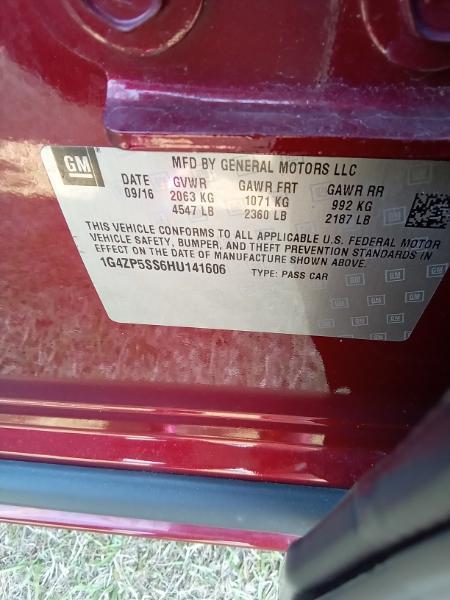 GM
MFD BY GENERAL MOTORS LLC
DATE GVWR GAWR FRT GAWR RR
09/16 2063 KG 1071 KG 992 KG
4547 LB 2360 LB 2187 LB
THIS VEHICLE CONFORMS TO ALL APPLICABLE U.S. FEDERAL MOTOR
VEHICLE SAFETY, BUMPER, AND THEFT PREVENTION STANDARDS IN
EFFECT ON THE DATE OF MANUFACTURE SHOWN ABOVE.
1G4ZP5SS6HU141606 TYPE: PASS CAR